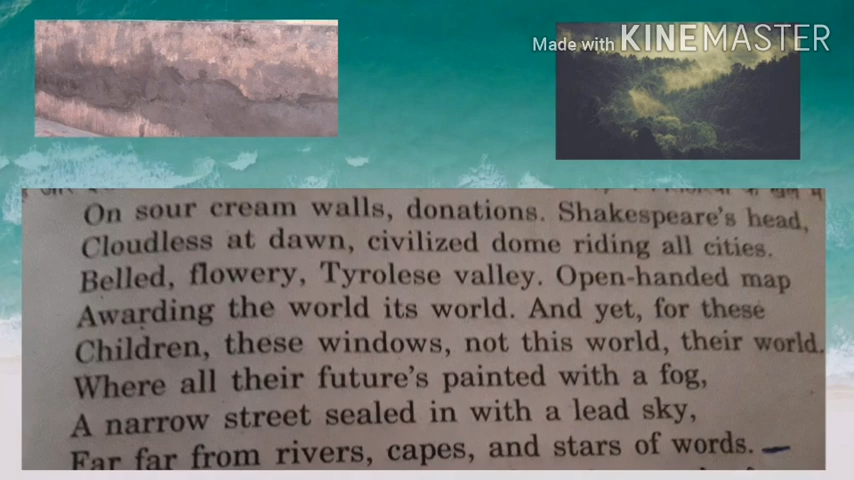 Made with KINEMASTER
On sour cream walls, donations. Shakespeare's head,
Cloudless at dawn, civilized dome riding all cities.
Belled, flowery, Tyrolese valley. Open-handed map
Awarding the world its world. And yet, for these
Children, these windows, not this world, their world.
Where all their future's painted with a fog,
A narrow street sealed in with a lead sky,
Far far from rivers, capes, and stars of words.